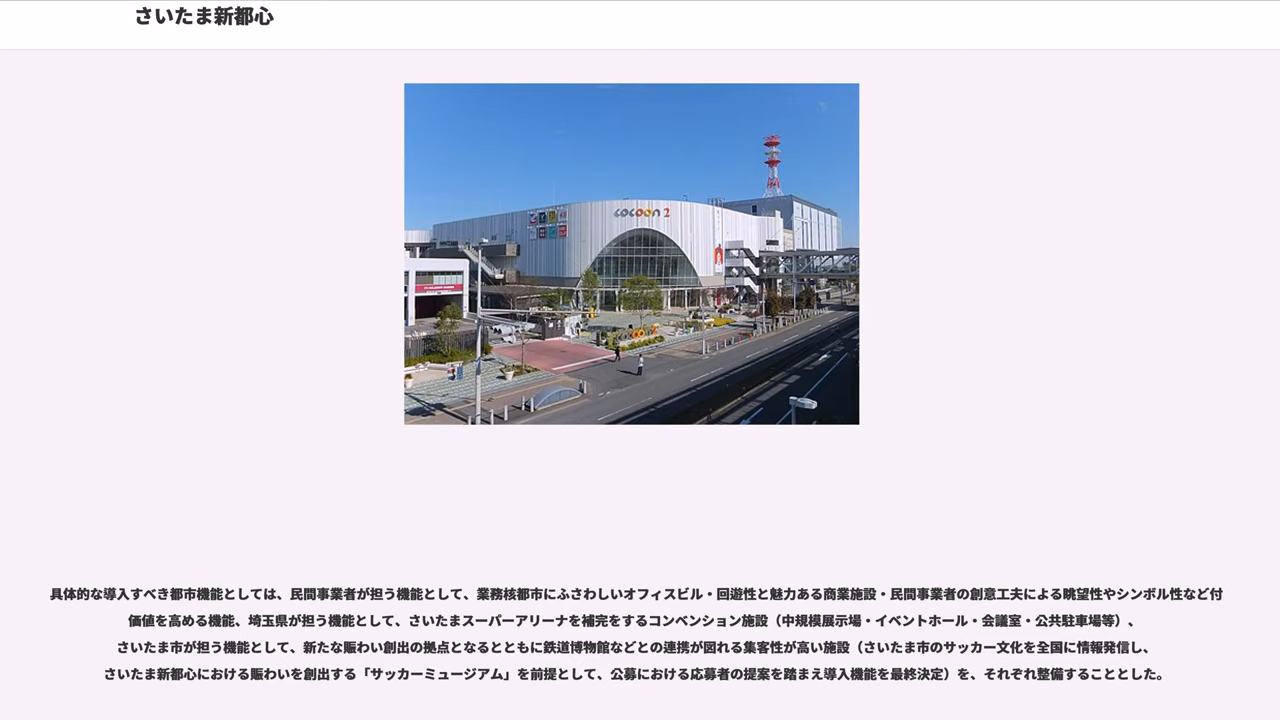 さいたま新都心
cocoon 2
具体的な導入すべき都市機能としては、民間事業者が担う機能として、業務核都市にふさわしいオフィスビル・回遊性と魅力ある商業施設・民間事業者の創意工夫による眺望性やシンボル性など付
価値を高める機能、埼玉県が担う機能として、さいたまスーパーアリーナを補完をするコンベンション施設（中規模展示場・イベントホール・会議室・公共駐車場等）、
さいたま市が担う機能として、新たな賑わい創出の拠点となるとともに鉄道博物館などとの連携が図れる集客性が高い施設（さいたま市のサッカー文化を全国に情報発信し、
さいたま新都心における賑わいを創出する「サッカーミュージアム」を前提として、公募における応募者の提案を踏まえ導入機能を最終決定）を、それぞれ整備することとした。